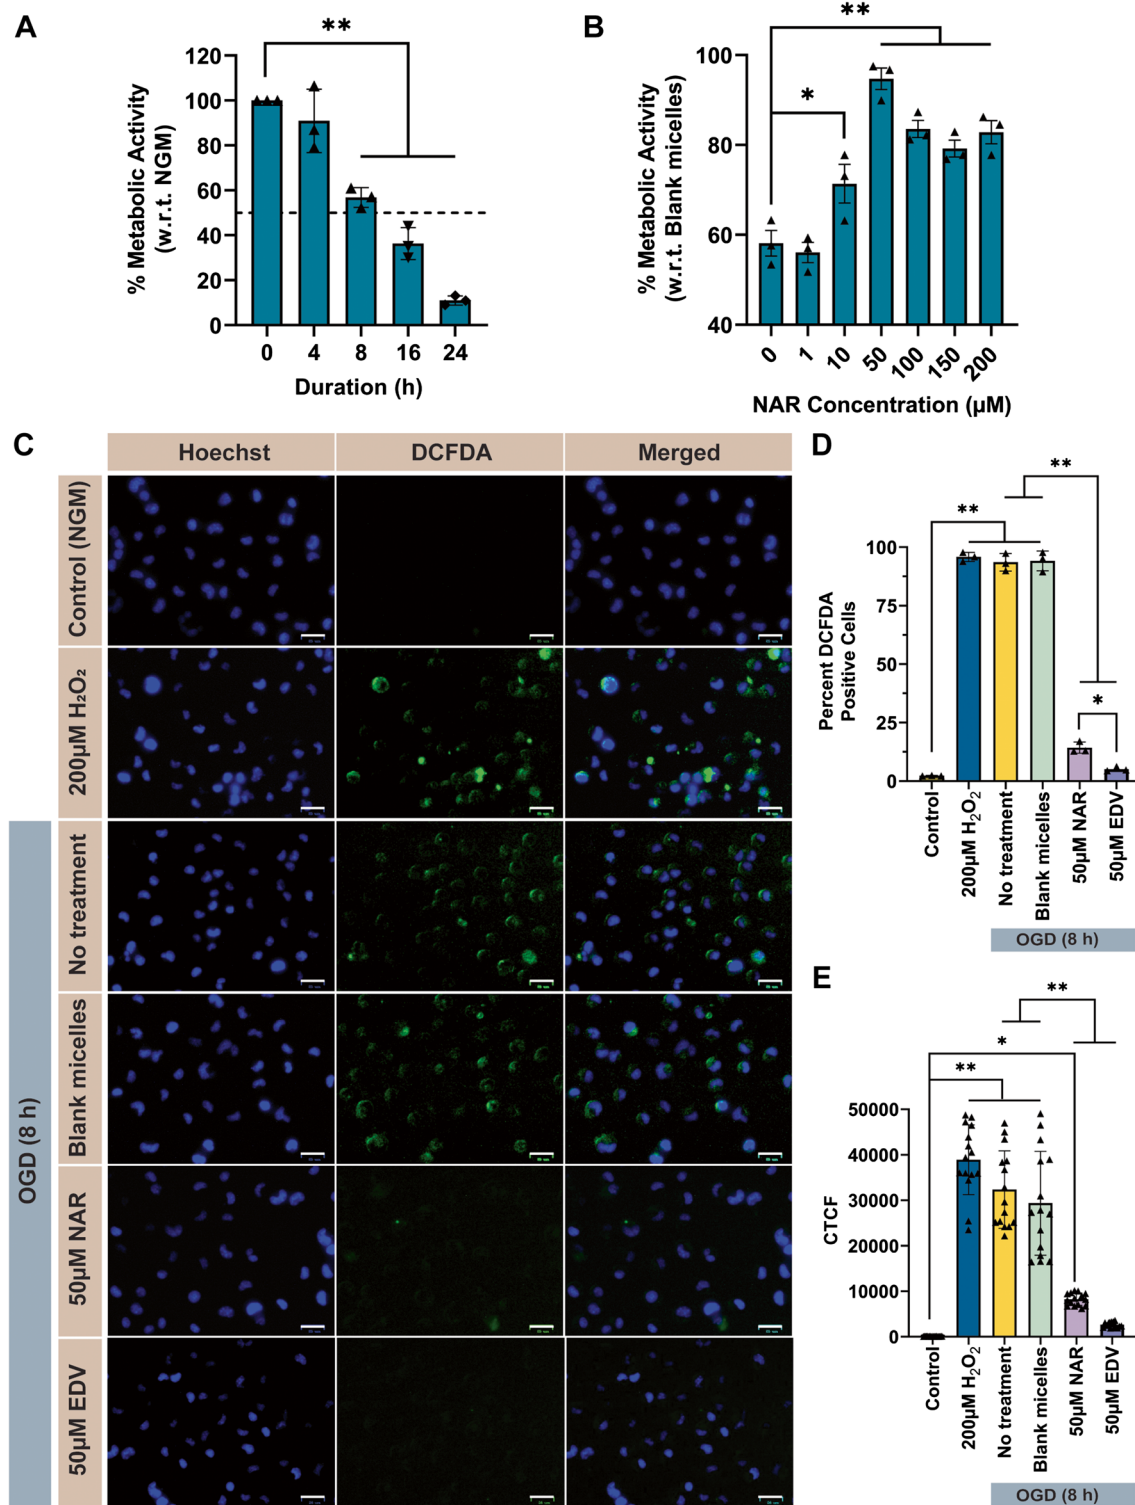 A
**
120
100
80
60
40
20
0
% Metabolic Activity
(w.r.t. NGM)
0 4 8 16 24
Duration (h)
B
**
*
100
80
60
40
% Metabolic Activity
(w.r.t. Blank micelles)
0 1 10 50 100 150 200
NAR Concentration (µM)
C
Hoechst DCFDA Merged
Control (NGM)
200µM H₂O₂
No treatment
Blank micelles
50µM NAR
50µM EDV
OGD (8 h)
D
**
**
*
100
75
50
25
0
Percent DCFDA
Positive Cells
Control
200µM H₂O₂
No treatment
Blank micelles
50µM NAR
50µM EDV
OGD (8 h)
E
**
*
**
50000
40000
30000
20000
10000
0
CTCF
Control
200µM H₂O₂
No treatment
Blank micelles
50µM NAR
50µM EDV
OGD (8 h)